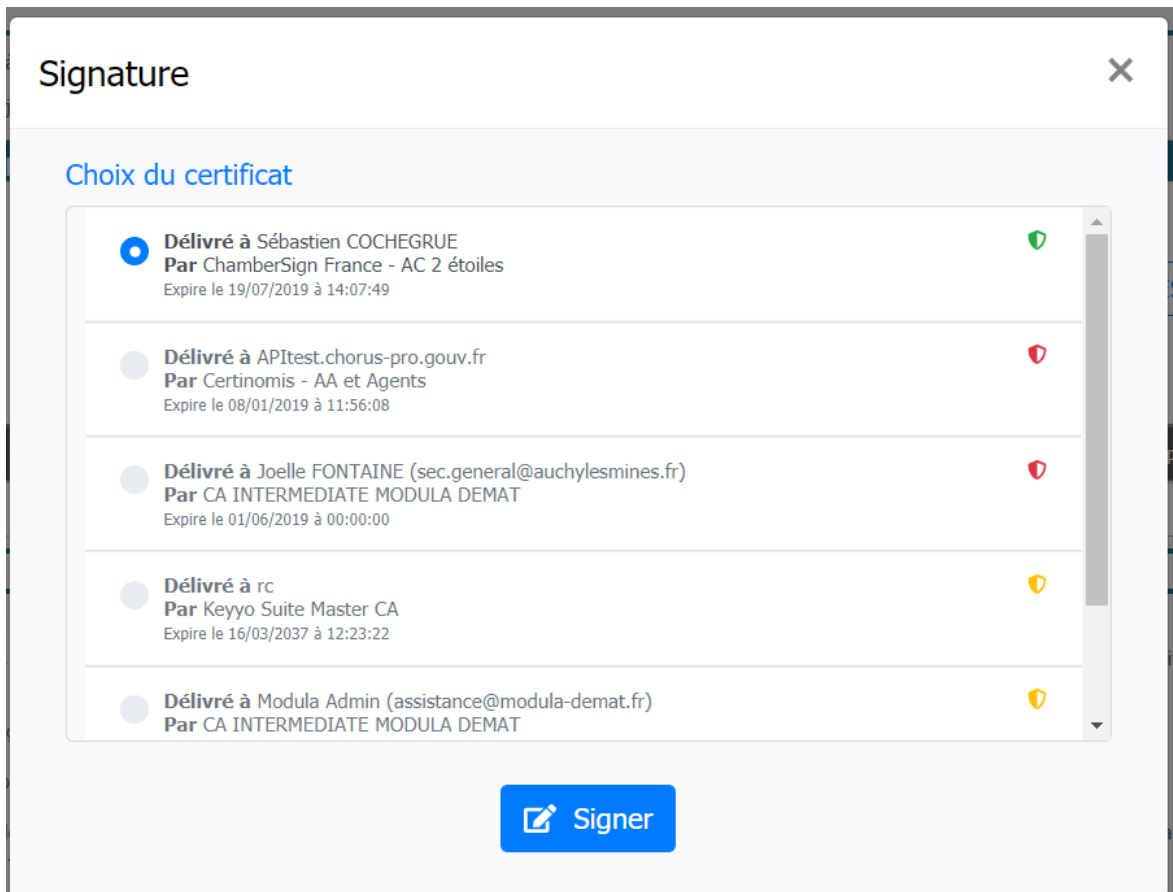 Signature
Choix du certificat
Délivré à Sébastien COCHEGRUE
Par ChamberSign France - AC 2 étoiles
Expire le 19/07/2019 à 14:07:49
Délivré à APItest.chorus-pro.gouv.fr
Par Certinomis - AA et Agents
Expire le 08/01/2019 à 11:56:08
Délivré à Joelle FONTAINE (sec.general@auchylesmines.fr)
Par CA INTERMEDIATE MODULA DEMAT
Expire le 01/06/2019 à 00:00:00
Délivré à rc
Par Keyyo Suite Master CA
Expire le 16/03/2037 à 12:23:22
Délivré à Modula Admin (assistance@modula-demat.fr)
Par CA INTERMEDIATE MODULA DEMAT
Signer